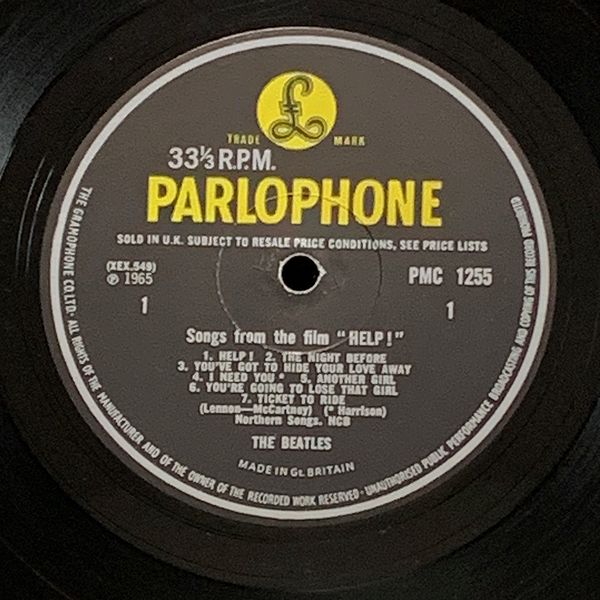 £
TRADE MARK
33⅓ R.P.M.
PARLOPHONE
SOLD IN U.K. SUBJECT TO RESALE PRICE CONDITIONS, SEE PRICE LISTS
(XEX.549)
℗ 1965
PMC 1255
1
1
Songs from the film "HELP!"
1. HELP! 2. THE NIGHT BEFORE
3. YOU'VE GOT TO HIDE YOUR LOVE AWAY
4. I NEED YOU * 5. ANOTHER GIRL
6. YOU'RE GOING TO LOSE THAT GIRL
7. TICKET TO RIDE
(Lennon—McCartney) (* Harrison)
Northern Songs. NCB
THE BEATLES
MADE IN Gt. BRITAIN
THE GRAMOPHONE CO. LTD · ALL RIGHTS OF THE MANUFACTURER AND OF THE OWNER OF THE RECORDED WORK RESERVED · UNAUTHORISED PUBLIC PERFORMANCE BROADCASTING AND COPYING OF THIS RECORD PROHIBITED